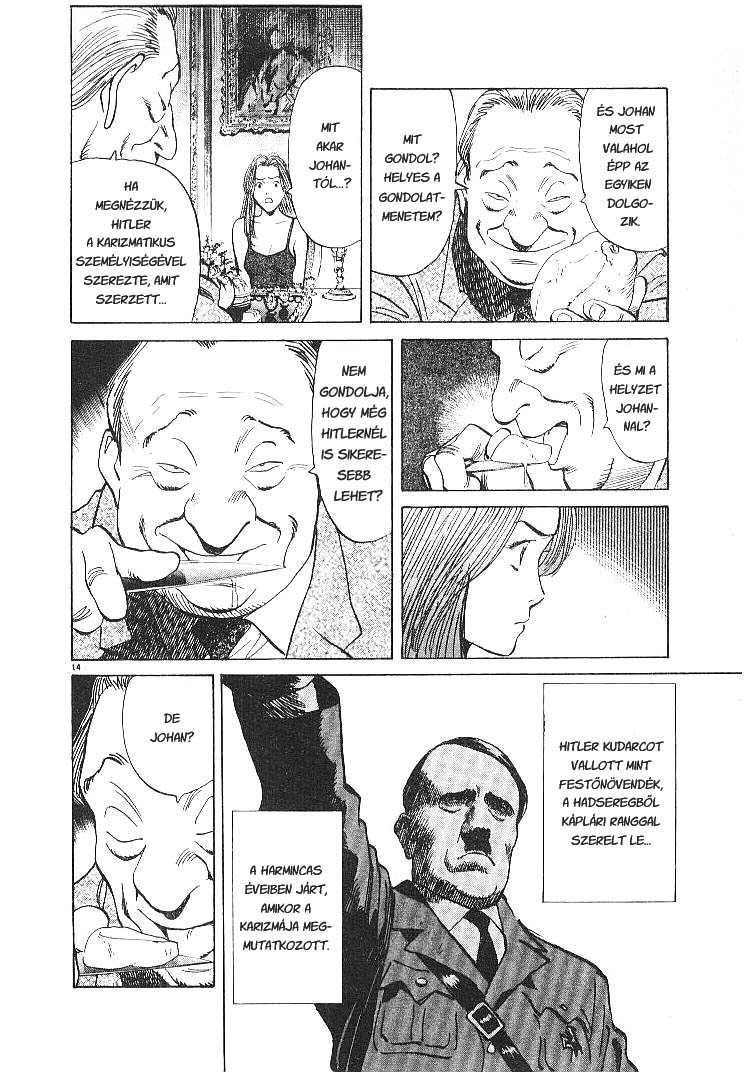 ÉS JOHAN
MOST
VALAHOL
ÉPP AZ
EGYIKEN
DOLGO-
ZIK.
MIT
GONDOL?
HELYES A
GONDOLAT-
MENETEM?
MIT
AKAR
JOHAN-
TÓL...?
HA
MEGNÉZZÜK,
HITLER
A KARIZMATIKUS
SZEMÉLYISÉGÉVEL
SZEREZTE, AMIT
SZERZETT...
ÉS MI A
HELYZET
JOHAN-
NAL?
NEM
GONDOLJA,
HOGY MÉG
HITLERNÉL
IS SIKERE-
SEBB
LEHET?
14
HITLER KUDARCOT
VALLOTT MINT
FESTŐNÖVENDÉK,
A HADSEREGBŐL
KÁPLÁRI RANGGAL
SZERELT LE...
A HARMINCAS
ÉVEIBEN JÁRT,
AMIKOR A
KARIZMÁJA MEG-
MUTATKOZOTT.
DE
JOHAN?